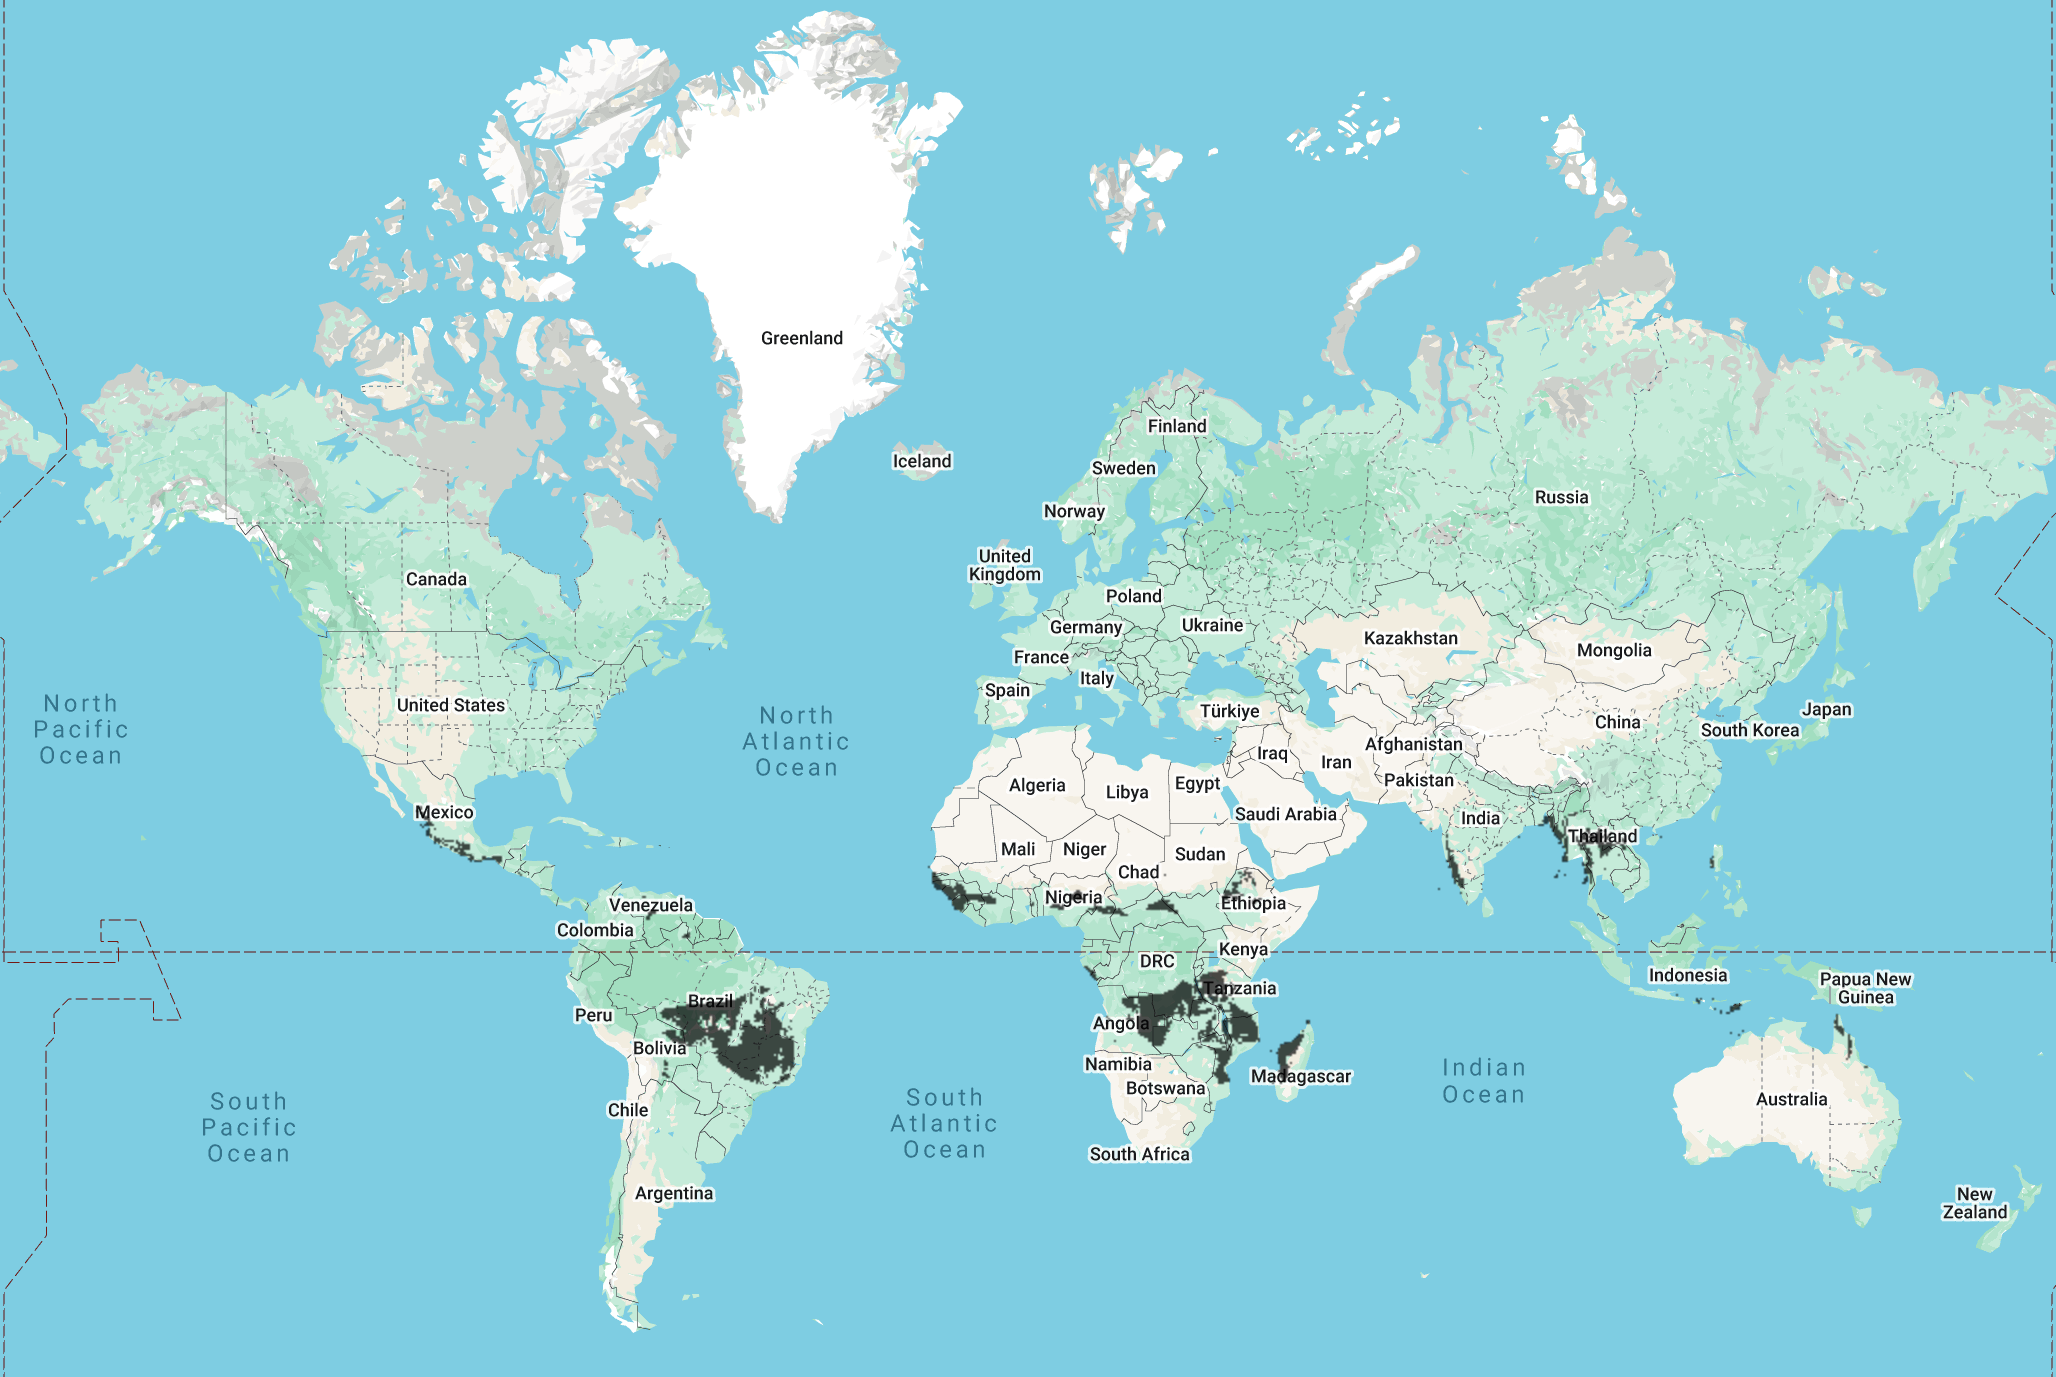 Greenland
Iceland
Finland
Sweden
Norway
Russia
United
Kingdom
Canada
Poland
Germany
Ukraine
France
Kazakhstan
Mongolia
Italy
Spain
United States
Türkiye
China
Japan
South Korea
North
Pacific
Ocean
North
Atlantic
Ocean
Iraq
Afghanistan
Iran
Pakistan
Algeria
Libya
Egypt
Saudi Arabia
Mexico
India
Thailand
Mali
Niger
Sudan
Chad
Nigeria
Ethiopia
Venezuela
Colombia
Kenya
DRC
Indonesia
Papua New
Guinea
Tanzania
Brazil
Peru
Angola
Bolivia
Namibia
Madagascar
Botswana
Indian
Ocean
Australia
Chile
South
Pacific
Ocean
South
Atlantic
Ocean
South Africa
Argentina
New
Zealand